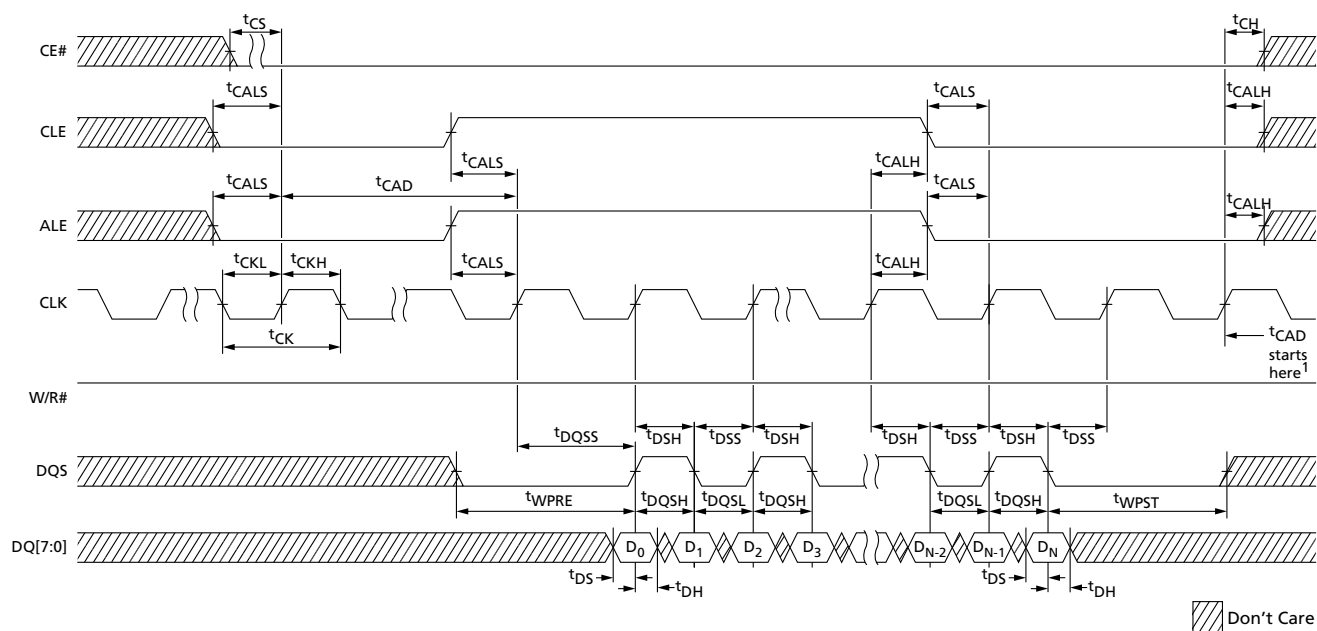 tCS
tCH
CE#
tCALS
tCALS
tCALH
CLE
tCALS
tCALH
tCALS
tCAD
tCALS
tCALH
ALE
tCKL
tCKH
tCALS
tCALH
CLK
tCK
tCAD
starts
here1
W/R#
tDQSS
tDSH
tDSS
tDSH
tDSH
tDSS
tDSH
tDSS
DQS
tWPRE
tDQSH
tDQSL
tDQSH
tDQSL
tDQSH
tWPST
DQ[7:0]
D0
D1
D2
D3
DN-2
DN-1
DN
tDS
tDH
tDS
tDH
Don't Care